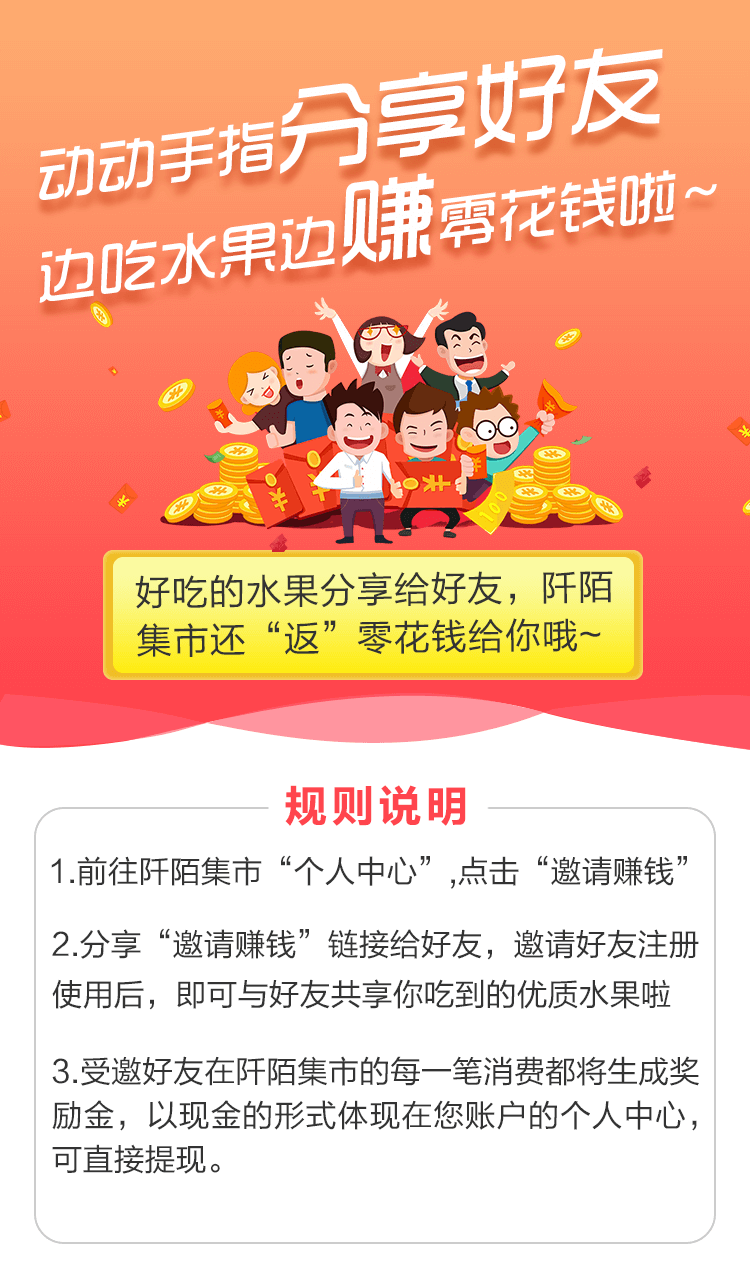 动动手指分享好友
边吃水果边赚零花钱啦~
好吃的水果分享给好友，阡陌
集市还“返”零花钱给你哦~
规则说明
1.前往阡陌集市“个人中心”,点击“邀请赚钱”
2.分享“邀请赚钱”链接给好友，邀请好友注册
使用后，即可与好友共享你吃到的优质水果啦
3.受邀好友在阡陌集市的每一笔消费都将生成奖
励金，以现金的形式体现在您账户的个人中心，
可直接提现。